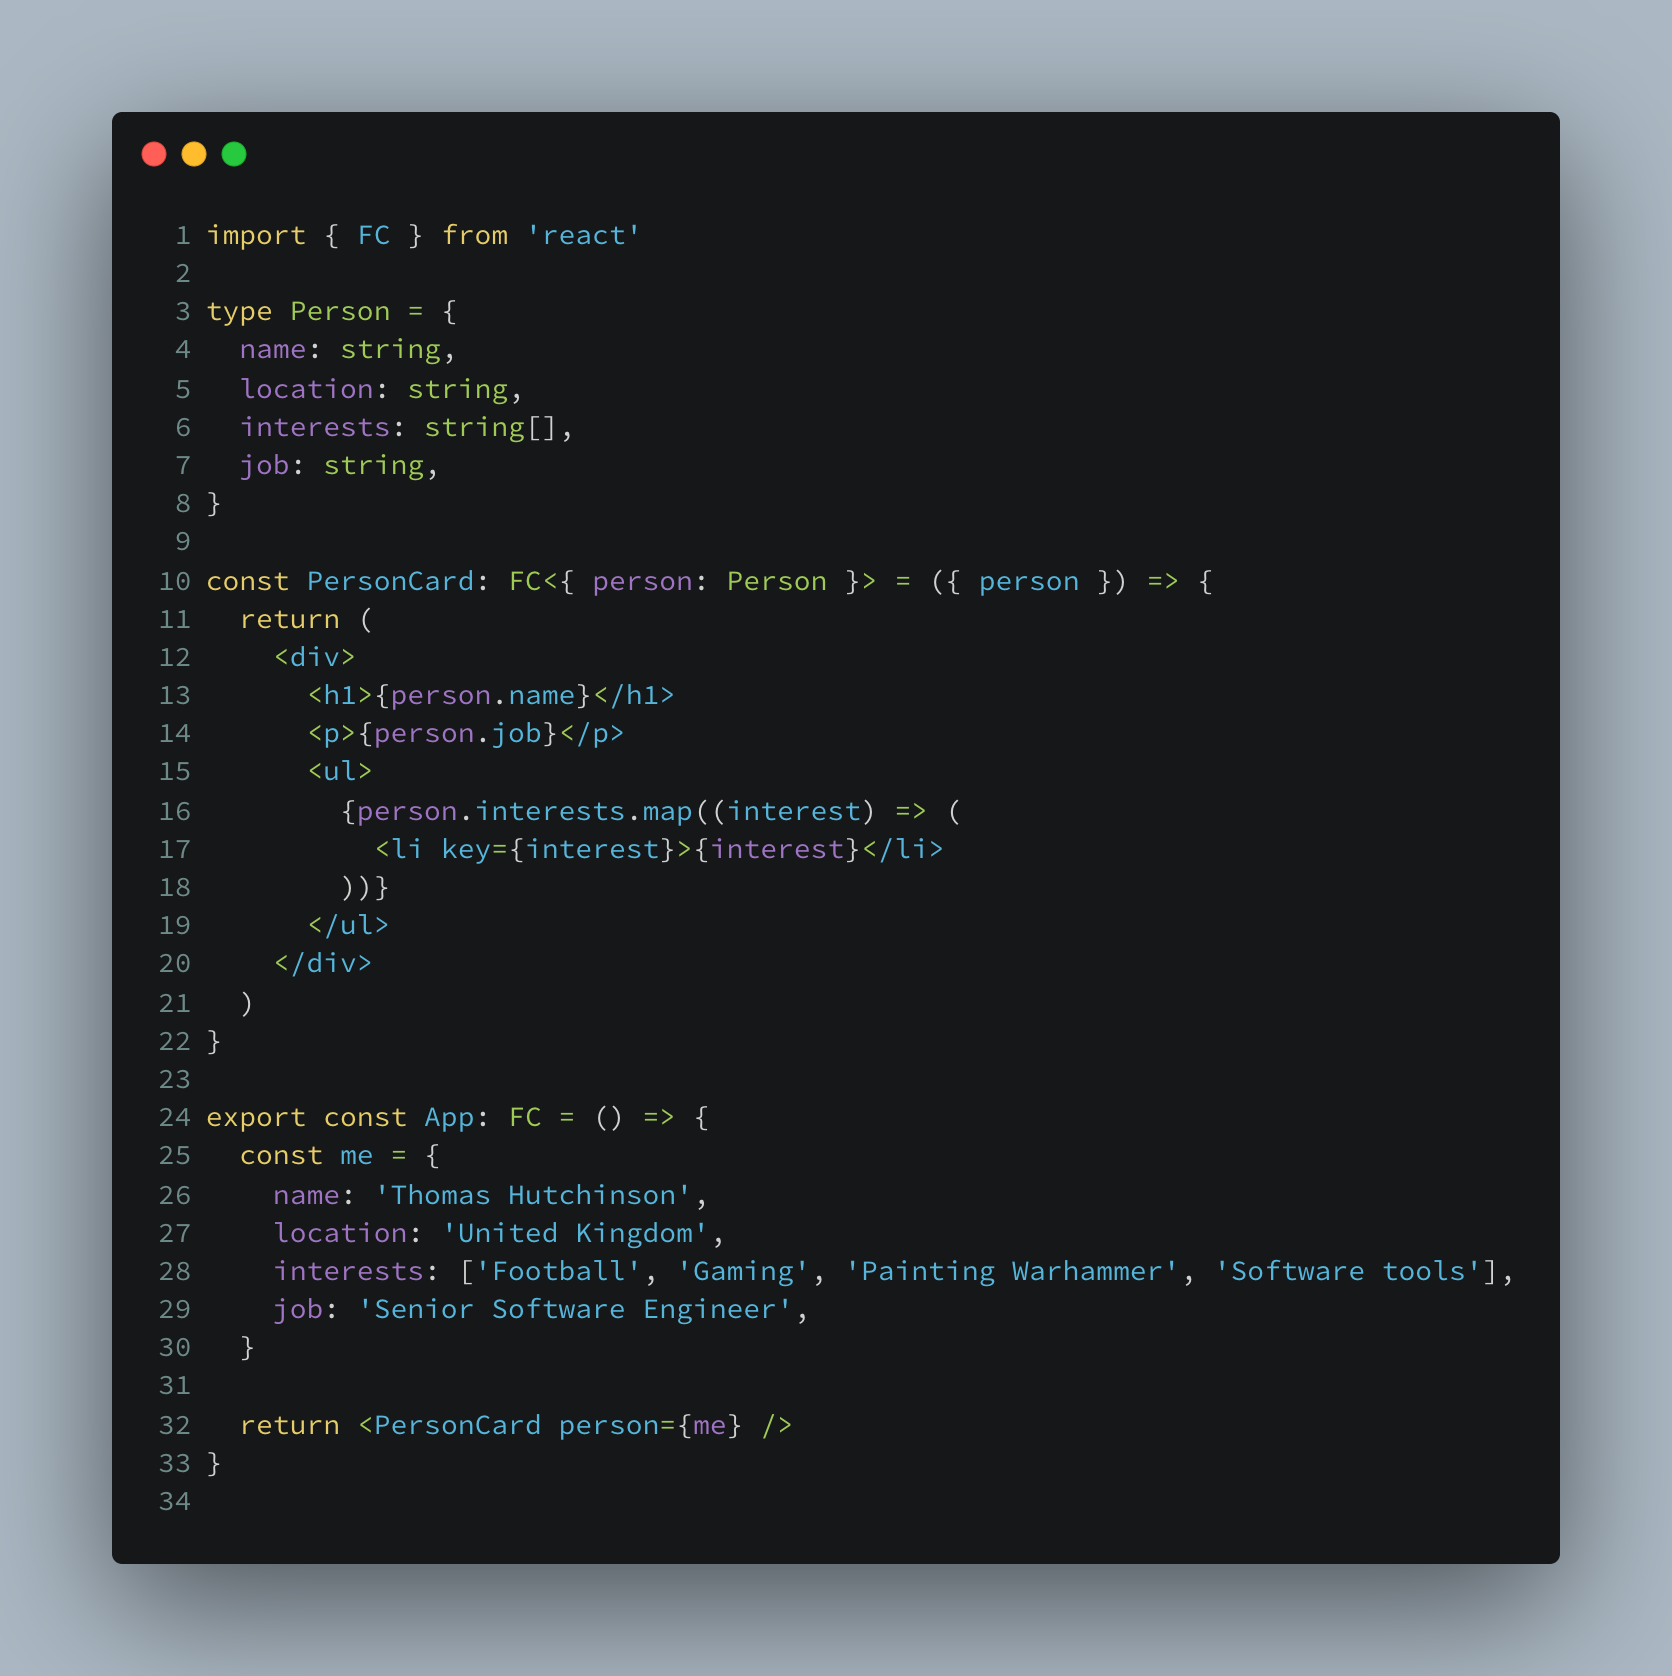 1 import { FC } from 'react'
2
3 type Person = {
4   name: string,
5   location: string,
6   interests: string[],
7   job: string,
8 }
9
10 const PersonCard: FC<{ person: Person }> = ({ person }) => {
11   return (
12     <div>
13       <h1>{person.name}</h1>
14       <p>{person.job}</p>
15       <ul>
16         {person.interests.map((interest) => (
17           <li key={interest}>{interest}</li>
18         ))}
19       </ul>
20     </div>
21   )
22 }
23
24 export const App: FC = () => {
25   const me = {
26     name: 'Thomas Hutchinson',
27     location: 'United Kingdom',
28     interests: ['Football', 'Gaming', 'Painting Warhammer', 'Software tools'],
29     job: 'Senior Software Engineer',
30   }
31
32   return <PersonCard person={me} />
33 }
34